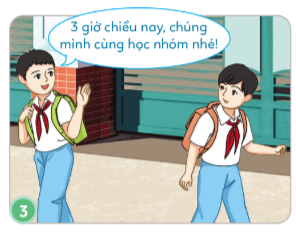 3 giờ chiều nay, chúng
mình cùng học nhóm nhé!
3